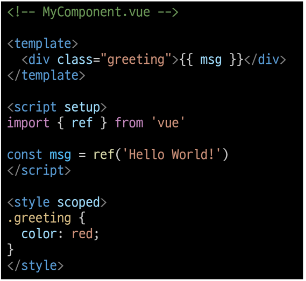 <!-- MyComponent.vue -->

<template>
  <div class="greeting">{{ msg }}</div>
</template>

<script setup>
import { ref } from 'vue'

const msg = ref('Hello World!')
</script>

<style scoped>
.greeting {
  color: red;
}
</style>